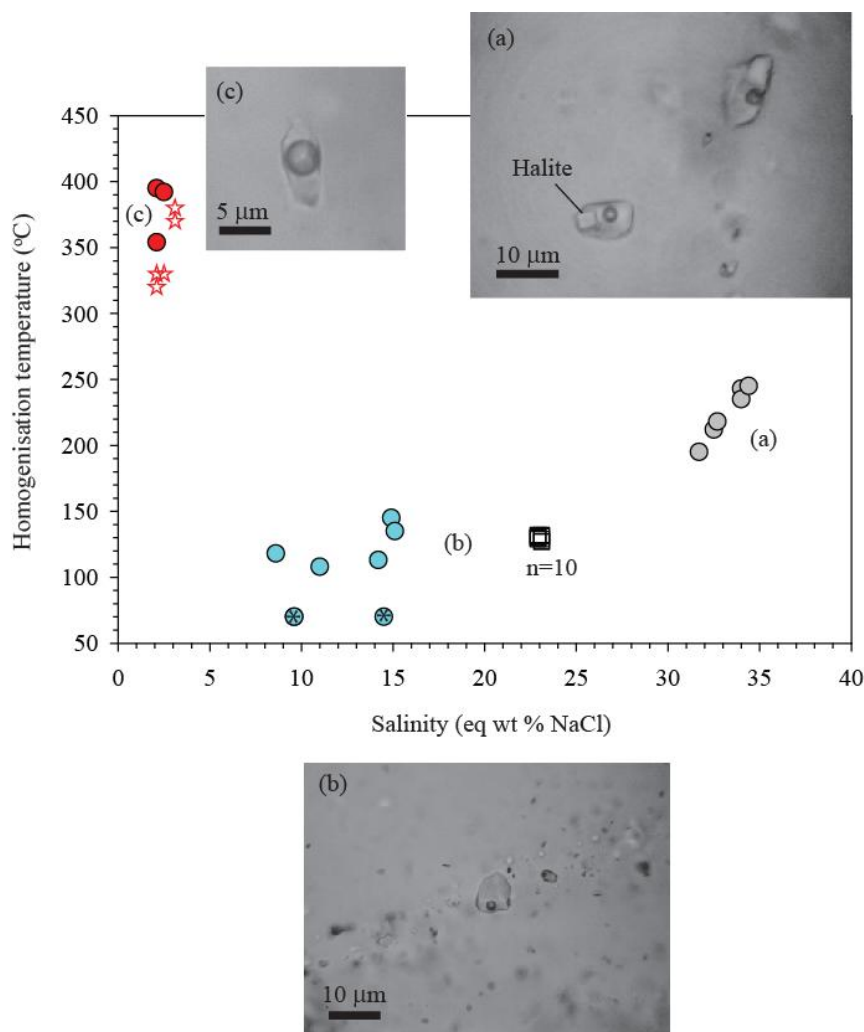 (a)
(c)
Halite
5 μm
10 μm
450
400
350
300
250
200
150
100
50
Homogenisation temperature (°C)
(c)
(a)
(b)
n=10
0 5 10 15 20 25 30 35 40
Salinity (eq wt % NaCl)
(b)
10 μm